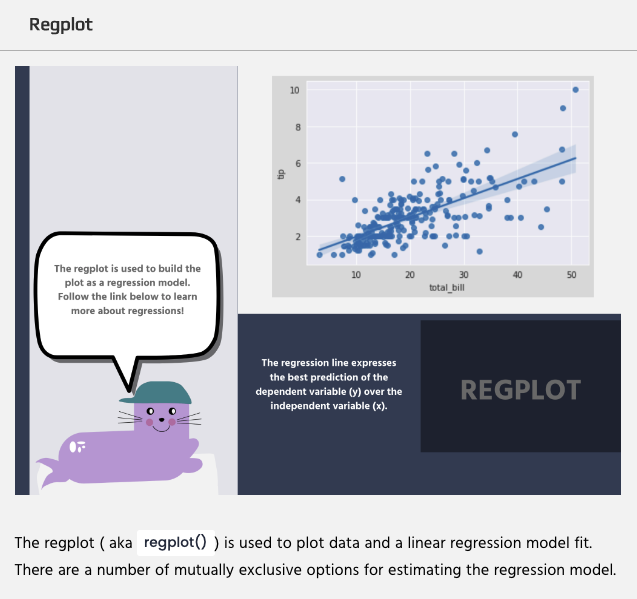 Regplot
The regplot is used to build the
plot as a regression model.
Follow the link below to learn
more about regressions!
10
8
6
4
2
tip
10
20
30
40
50
total_bill
The regression line expresses
the best prediction of the
dependent variable (y) over the
independent variable (x).
REGPLOT
The regplot ( aka regplot() ) is used to plot data and a linear regression model fit.
There are a number of mutually exclusive options for estimating the regression model.